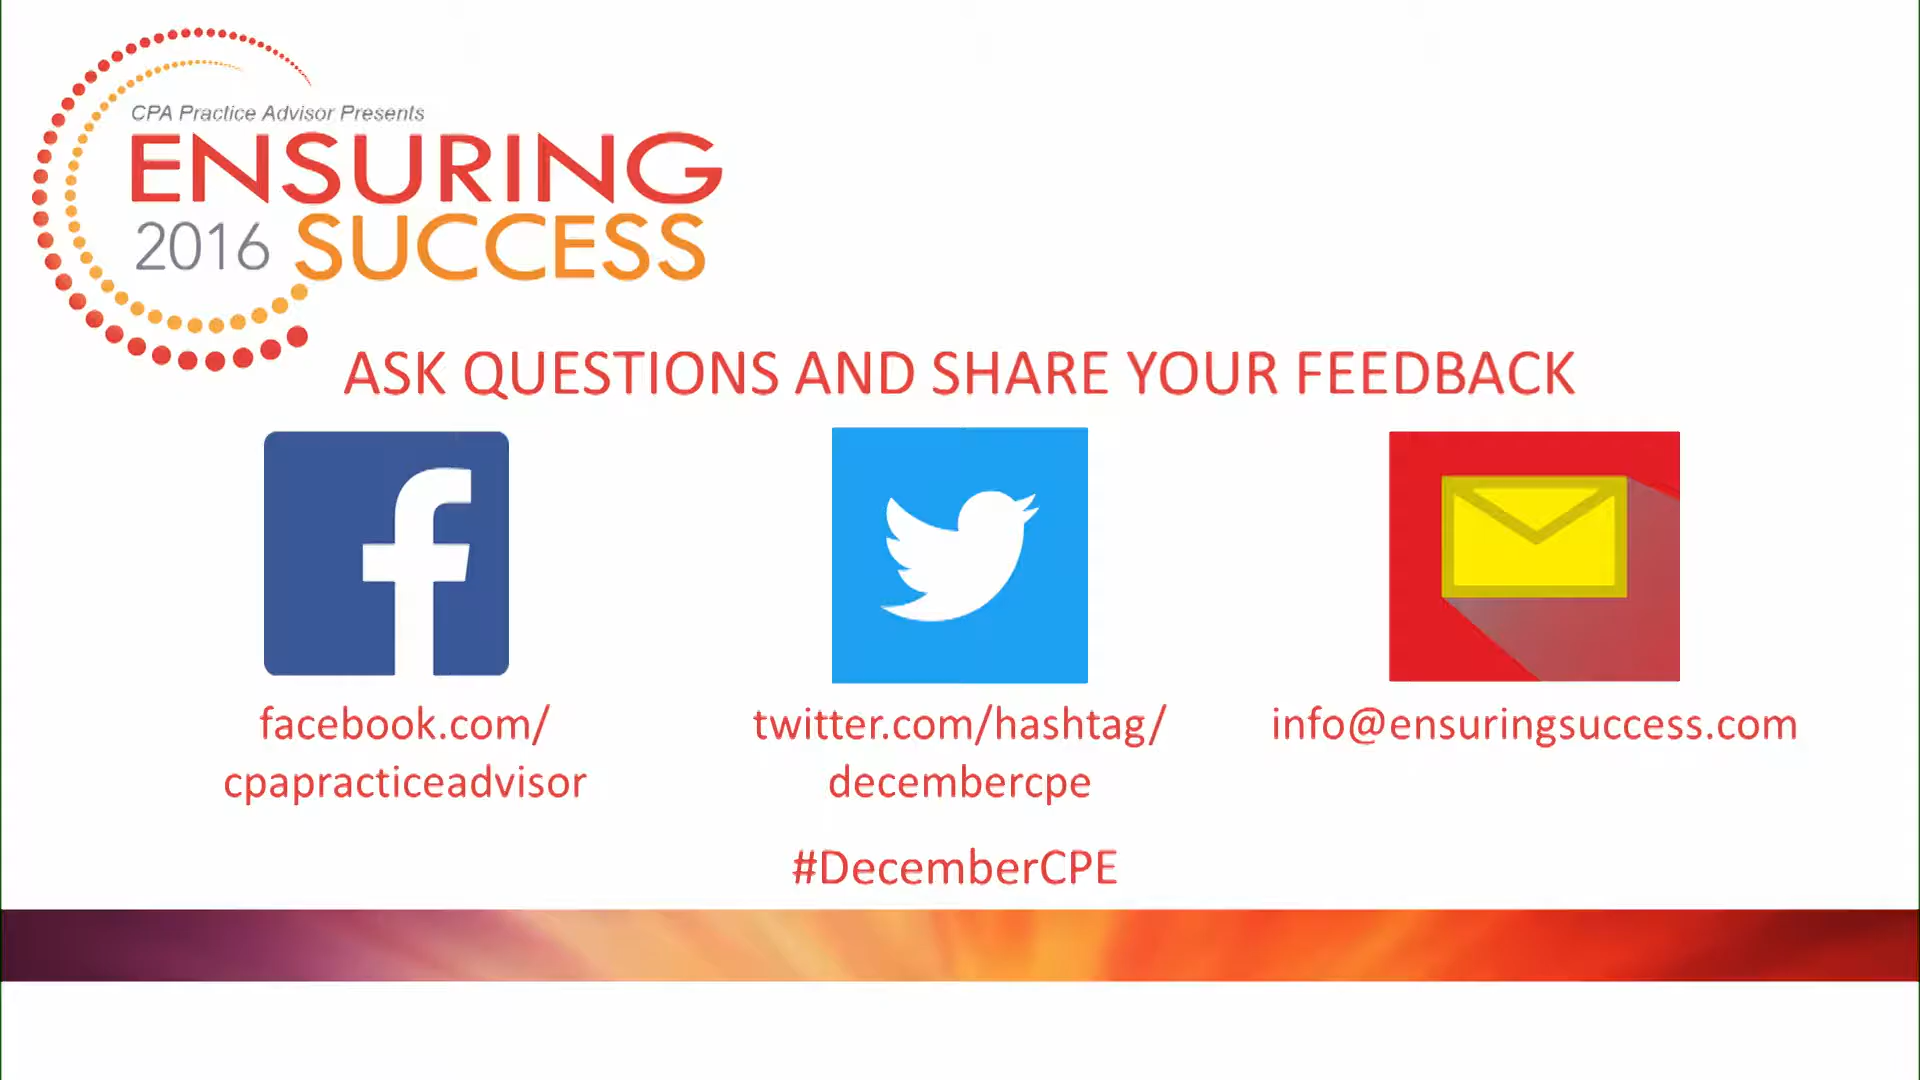 CPA Practice Advisor Presents
ENSURING
2016 SUCCESS
ASK QUESTIONS AND SHARE YOUR FEEDBACK
facebook.com/
cpapracticeadvisor
twitter.com/hashtag/
decembercpe
info@ensuringsuccess.com
#DecemberCPE